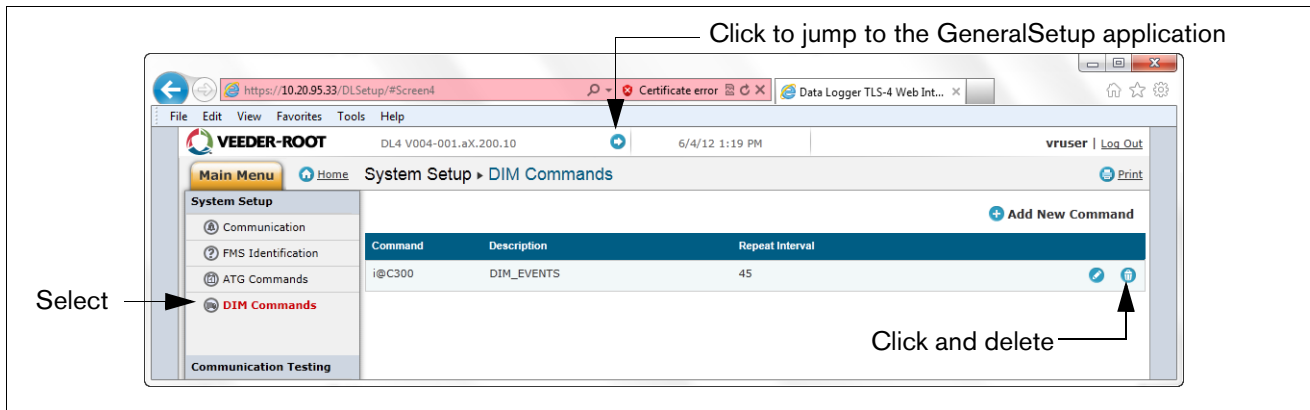 Click to jump to the GeneralSetup application
https://10.20.95.33/DLSetup/#Screen4
Certificate error
Data Logger TLS-4 Web Int...
File Edit View Favorites Tools Help
VEEDER-ROOT
DL4 V004-001.aX.200.10
6/4/12 1:19 PM
vruser | Log Out
Main Menu
Home
System Setup ▸ DIM Commands
Print
System Setup
Add New Command
Communication
Command Description Repeat Interval
FMS Identification
i@C300 DIM_EVENTS 45
ATG Commands
Select
DIM Commands
Click and delete
Communication Testing